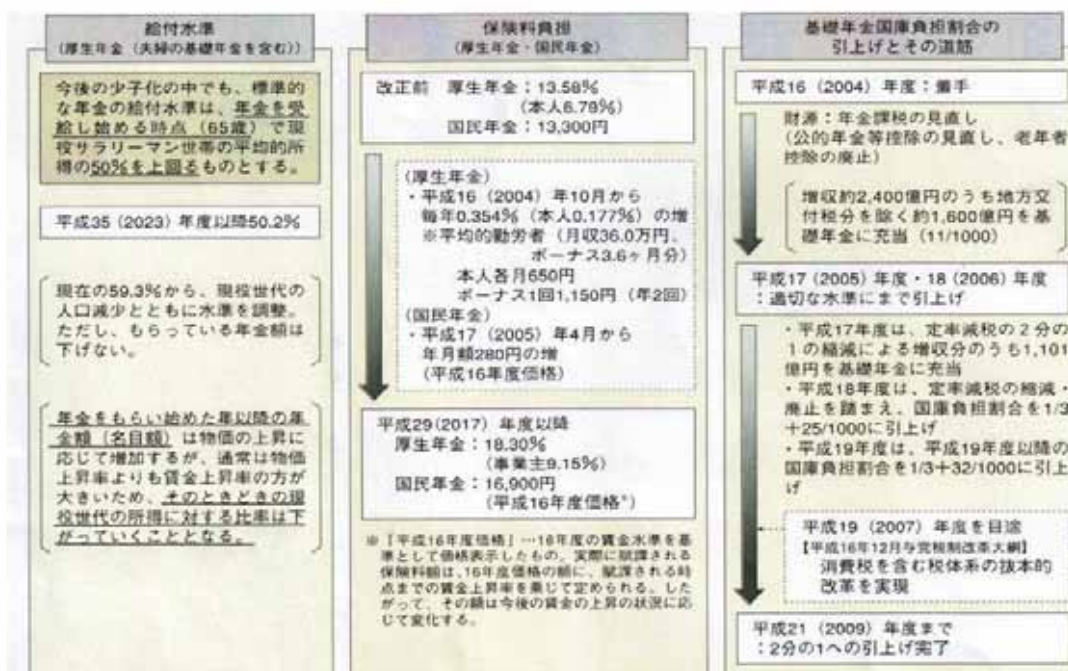 給付水準
(厚生年金(夫婦の基礎年金を含む))
今後の少子化の中でも、標準的
な年金の給付水準は、年金を受
給し始める時点(65歳)で現
役サラリーマン世帯の平均的所
得の50%を上回るものとする。
平成35(2023)年度以降50.2%
現在の59.3%から、現役世代の
人口減少とともに水準を調整。
ただし、もらっている年金額は
下げない。
年金をもらい始めた年以降の年
金額(名目額)は物価の上昇に
応じて増加するが、通常は物価
上昇率よりも賃金上昇率の方が
大きいため、そのときどきの現
役世代の所得に対する比率は下
がっていくこととなる。
保険料負担
(厚生年金・国民年金)
改正前 厚生年金:13.58%
(本人6.79%)
国民年金:13,300円
(厚生年金)
・平成16(2004)年10月から
毎年0.354%(本人0.177%)の増
※平均的勤労者(月収36.0万円、
ボーナス3.6ヶ月分)
本人各月650円
ボーナス1回1,150円(年2回)
(国民年金)
・平成17(2005)年4月から
年月額280円の増
(平成16年度価格)
平成29(2017)年度以降
厚生年金:18.30%
(事業主9.15%)
国民年金:16,900円
(平成16年度価格*)
※「平成16年度価格」…16年度の賃金水準を基
準として価格表示したもの。実際に賦課される
保険料額は、16年度価格の額に、賦課される時
点までの賃金上昇率を乗じて定められる。した
がって、その額は今後の賃金の上昇の状況に応
じて変化する。
基礎年金国庫負担割合の
引上げとその道筋
平成16(2004)年度:着手
財源:年金課税の見直し
(公的年金等控除の見直し、老年者
控除の廃止)
増収約2,400億円のうち地方交
付税分を除く約1,600億円を基
礎年金に充当(11/1000)
平成17(2005)年度・18(2006)年度
:適切な水準にまで引上げ
・平成17年度は、定率減税の2分の
1の縮減による増収分のうち1,101
億円を基礎年金に充当
・平成18年度は、定率減税の縮減・
廃止を踏まえ、国庫負担割合を1/3
+25/1000に引上げ
・平成19年度は、平成19年度以降の
国庫負担割合を1/3+32/1000に引上
げ
平成19(2007)年度を目途
【平成16年12月与党税制改革大綱】
消費税を含む税体系の抜本的
改革を実現
平成21(2009)年度まで
:2分の1への引上げ完了